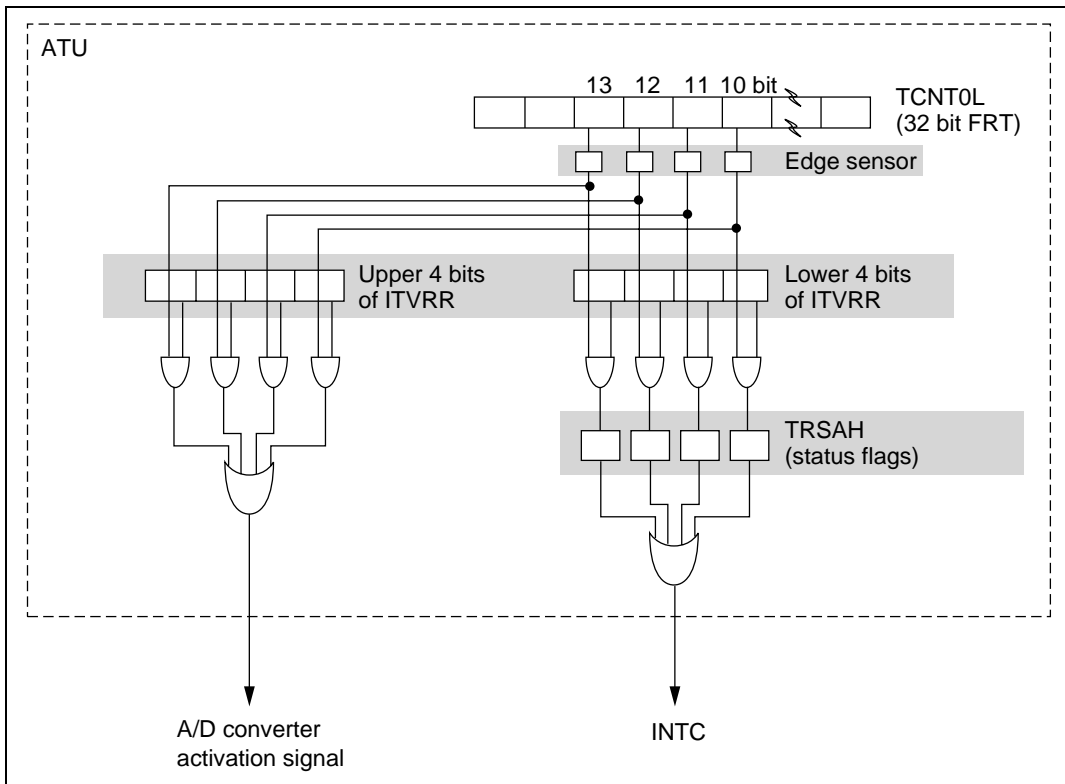 ATU
13 12 11 10 bit
TCNT0L
(32 bit FRT)
Edge sensor
Upper 4 bits
of ITVRR
Lower 4 bits
of ITVRR
TRSAH
(status flags)
A/D converter
activation signal
INTC